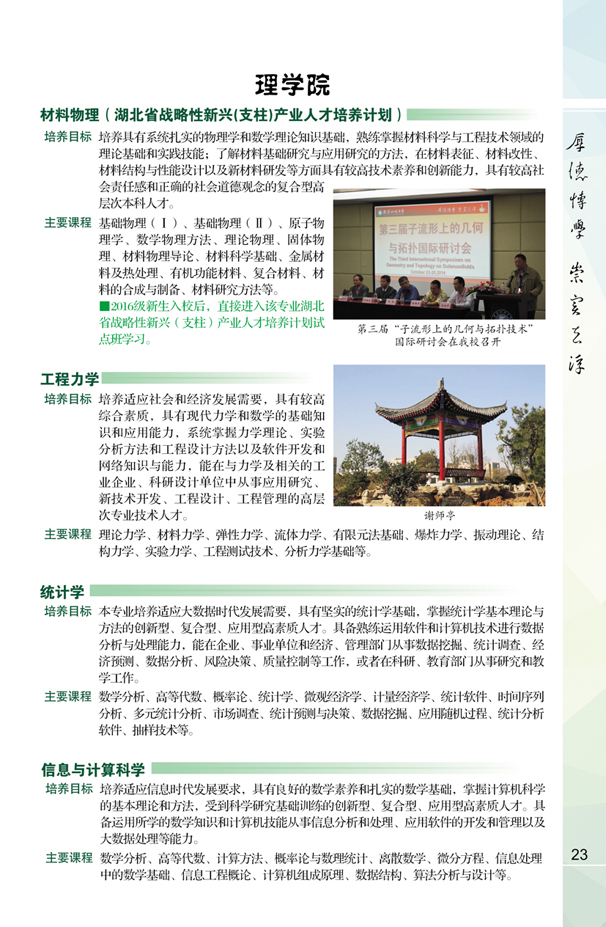 理学院
材料物理（湖北省战略性新兴(支柱)产业人才培养计划）
培养目标 培养具有系统扎实的物理学和数学理论知识基础，熟练掌握材料科学与工程技术领域的
理论基础和实践技能；了解材料基础研究与应用研究的方法，在材料表征、材料改性、
材料结构与性能设计以及新材料研发等方面具有较高技术素养和创新能力，具有较高社
会责任感和正确的社会道德观念的复合型高
层次本科人才。
主要课程 基础物理（Ⅰ）、基础物理（Ⅱ）、原子物
理学、数学物理方法、理论物理、固体物
理、材料物理导论、材料科学基础、金属材
料及热处理、有机功能材料、复合材料、材
料的合成与制备、材料研究方法等。
■2016级新生入校后，直接进入该专业湖北
省战略性新兴（支柱）产业人才培养计划试
点班学习。
第三届子流形上的几何
与拓扑国际研讨会
The Third International Symposium on
Geometry and Topology on Submanifolds
第三届“子流形上的几何与拓扑技术”
国际研讨会在我校召开
工程力学
培养目标 培养适应社会和经济发展需要，具有较高
综合素质，具有现代力学和数学的基础知
识和应用能力，系统掌握力学理论、实验
分析方法和工程设计方法以及软件开发和
网络知识与能力，能在与力学及相关的工
业企业、科研设计单位中从事应用研究、
新技术开发、工程设计、工程管理的高层
次专业技术人才。
谢师亭
主要课程 理论力学、材料力学、弹性力学、流体力学、有限元法基础、爆炸力学、振动理论、结
构力学、实验力学、工程测试技术、分析力学基础等。
统计学
培养目标 本专业培养适应大数据时代发展需要，具有坚实的统计学基础，掌握统计学基本理论与
方法的创新型、复合型、应用型高素质人才。具备熟练运用软件和计算机技术进行数据
分析与处理能力，能在企业、事业单位和经济、管理部门从事数据挖掘、统计调查、经
济预测、数据分析、风险决策、质量控制等工作，或者在科研、教育部门从事研究和教
学工作。
主要课程 数学分析、高等代数、概率论、统计学、微观经济学、计量经济学、统计软件、时间序列
分析、多元统计分析、市场调查、统计预测与决策、数据挖掘、应用随机过程、统计分析
软件、抽样技术等。
信息与计算科学
培养目标 培养适应信息时代发展要求，具有良好的数学素养和扎实的数学基础，掌握计算机科学
的基本理论和方法，受到科学研究基础训练的创新型、复合型、应用型高素质人才。具
备运用所学的数学知识和计算机技能从事信息分析和处理、应用软件的开发和管理以及
大数据处理等能力。
主要课程 数学分析、高等代数、计算方法、概率论与数理统计、离散数学、微分方程、信息处理
中的数学基础、信息工程概论、计算机组成原理、数据结构、算法分析与设计等。
厚德博学 崇实去浮
23